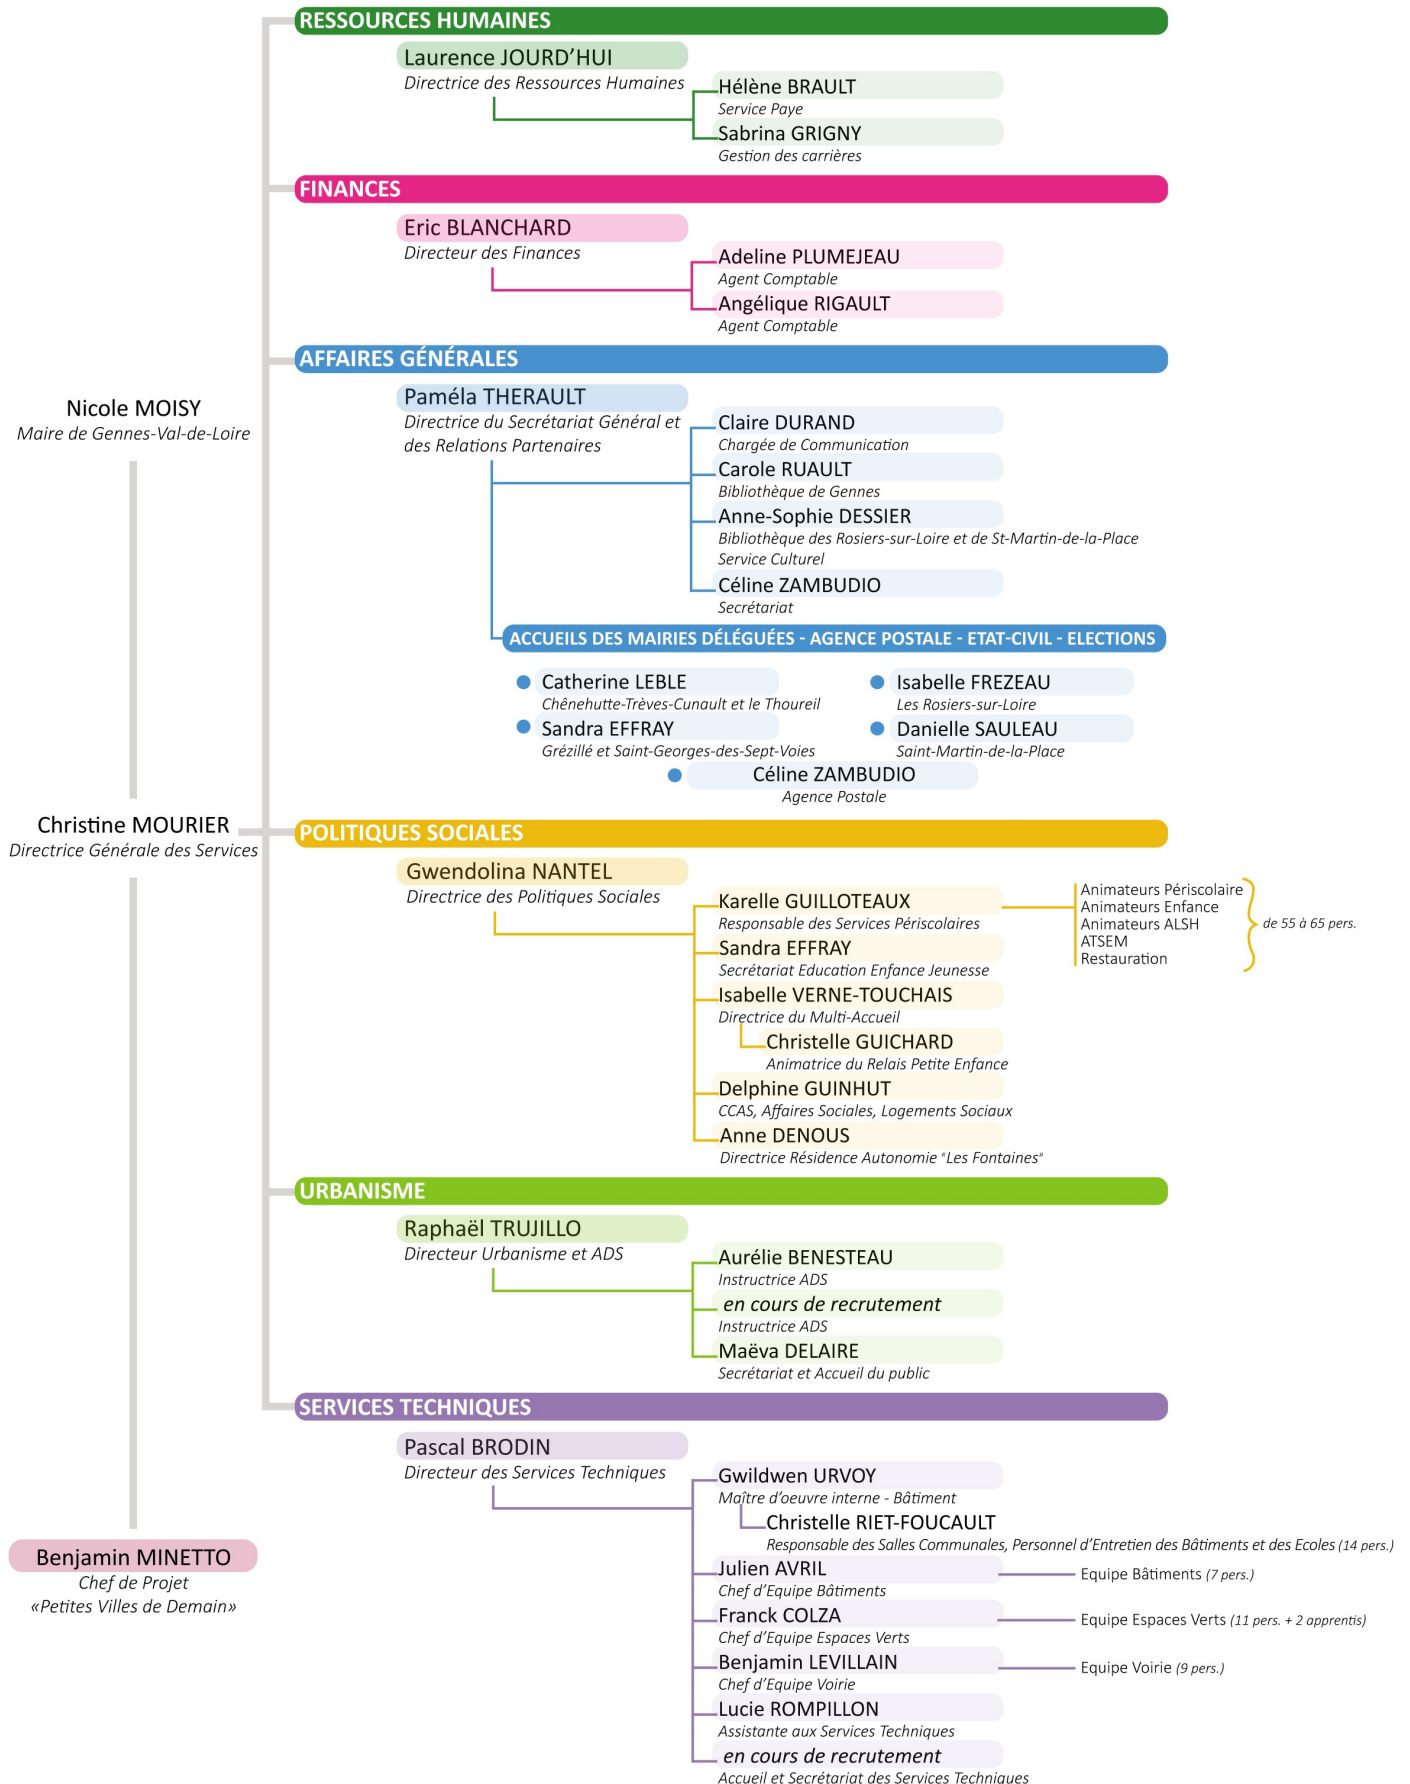 RESSOURCES HUMAINES
Laurence JOURD’HUI
Directrice des Ressources Humaines
Hélène BRAULT
Service Paye
Sabrina GRIGNY
Gestion des carrières
FINANCES
Eric BLANCHARD
Directeur des Finances
Adeline PLUMEJEAU
Agent Comptable
Angélique RIGAULT
Agent Comptable
AFFAIRES GÉNÉRALES
Nicole MOISY
Maire de Gennes-Val-de-Loire
Paméla THERAULT
Directrice du Secrétariat Général et
des Relations Partenaires
Claire DURAND
Chargée de Communication
Carole RUAULT
Bibliothèque de Gennes
Anne-Sophie DESSIER
Bibliothèque des Rosiers-sur-Loire et de St-Martin-de-la-Place
Service Culturel
Céline ZAMBUDIO
Secrétariat
ACCUEILS DES MAIRIES DÉLÉGUÉES - AGENCE POSTALE - ETAT-CIVIL - ELECTIONS
Catherine LEBLE
Chênehutte-Trèves-Cunault et le Thoureil
Isabelle FREZEAU
Les Rosiers-sur-Loire
Sandra EFFRAY
Grézillé et Saint-Georges-des-Sept-Voies
Danielle SAULEAU
Saint-Martin-de-la-Place
Céline ZAMBUDIO
Agence Postale
Christine MOURIER
Directrice Générale des Services
POLITIQUES SOCIALES
Gwendolina NANTEL
Directrice des Politiques Sociales
Karelle GUILLOTEAUX
Responsable des Services Périscolaires
Animateurs Périscolaire
Animateurs Enfance
Animateurs ALSH
ATSEM
Restauration
de 55 à 65 pers.
Sandra EFFRAY
Secrétariat Education Enfance Jeunesse
Isabelle VERNE-TOUCHAIS
Directrice du Multi-Accueil
Christelle GUICHARD
Animatrice du Relais Petite Enfance
Delphine GUINHUT
CCAS, Affaires Sociales, Logements Sociaux
Anne DENOUS
Directrice Résidence Autonomie "Les Fontaines"
URBANISME
Raphaël TRUJILLO
Directeur Urbanisme et ADS
Aurélie BENESTEAU
Instructrice ADS
en cours de recrutement
Instructrice ADS
Maëva DELAIRE
Secrétariat et Accueil du public
SERVICES TECHNIQUES
Pascal BRODIN
Directeur des Services Techniques
Gwildwen URVOY
Maître d’oeuvre interne - Bâtiment
Christelle RIET-FOUCAULT
Responsable des Salles Communales, Personnel d’Entretien des Bâtiments et des Ecoles (14 pers.)
Benjamin MINETTO
Chef de Projet
«Petites Villes de Demain»
Julien AVRIL
Chef d’Equipe Bâtiments
Equipe Bâtiments (7 pers.)
Franck COLZA
Chef d’Equipe Espaces Verts
Equipe Espaces Verts (11 pers. + 2 apprentis)
Benjamin LEVILLAIN
Chef d’Equipe Voirie
Equipe Voirie (9 pers.)
Lucie ROMPILLON
Assistante aux Services Techniques
en cours de recrutement
Accueil et Secrétariat des Services Techniques